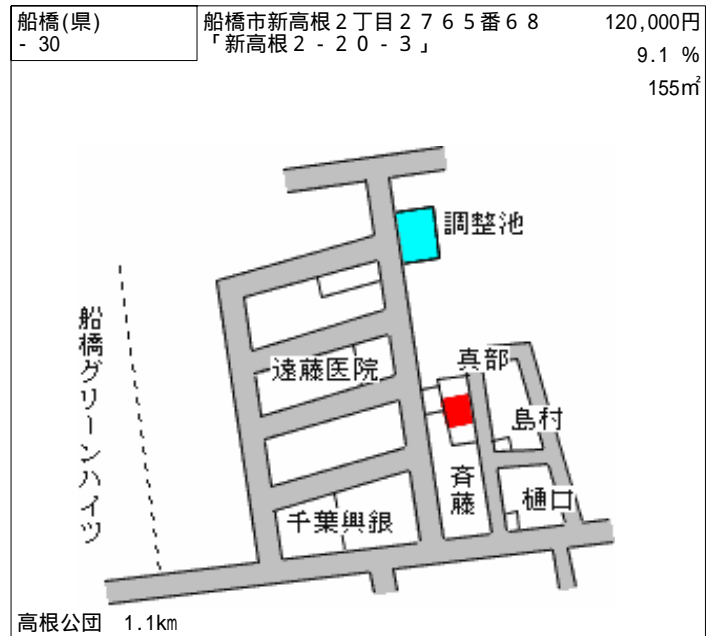 船橋(県)
- 30
船橋市新高根２丁目２７６５番６８
「新高根２-２０-３」
120,000円
9.1 %
155㎡
調整池
船橋グリーンハイツ
遠藤医院
真部
島村
斉藤
樋口
千葉興銀
高根公団 1.1km